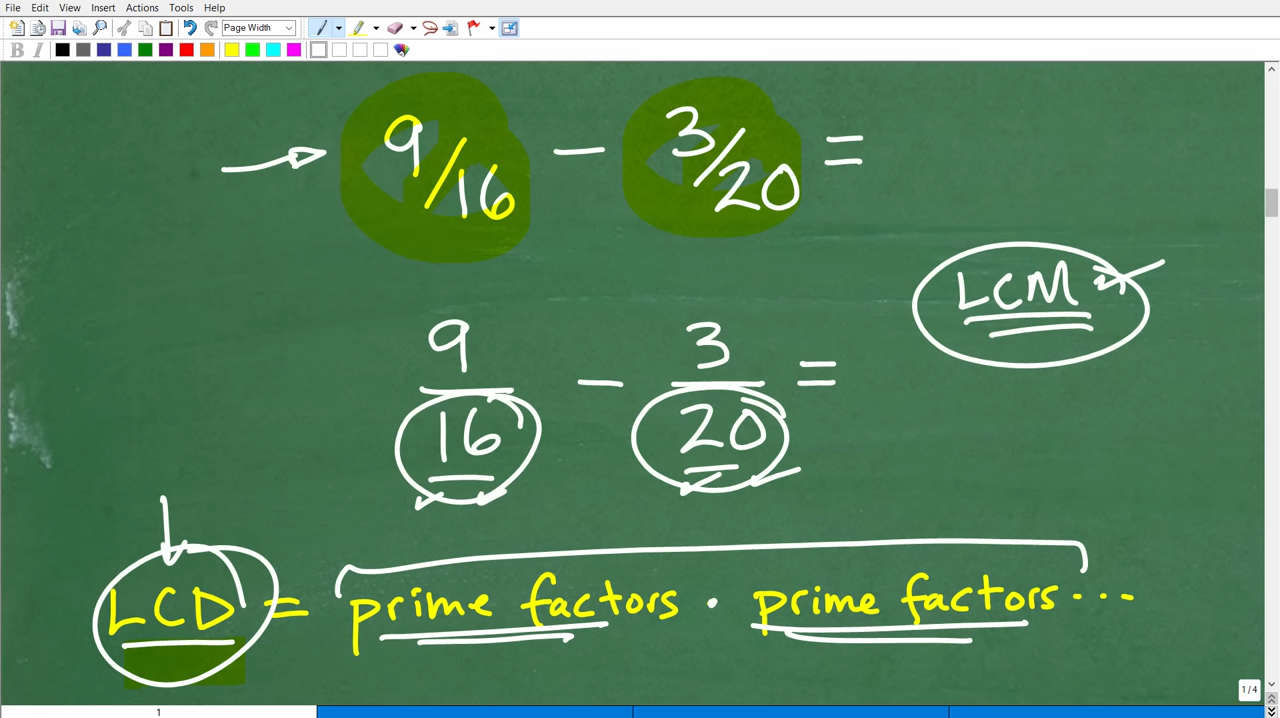 File Edit View Insert Actions Tools Help
Page Width
B I
→ 9/16 − 3/20 =
LCM
9/16 − 3/20 =
LCD = prime factors · prime factors ...
1 / 4
1